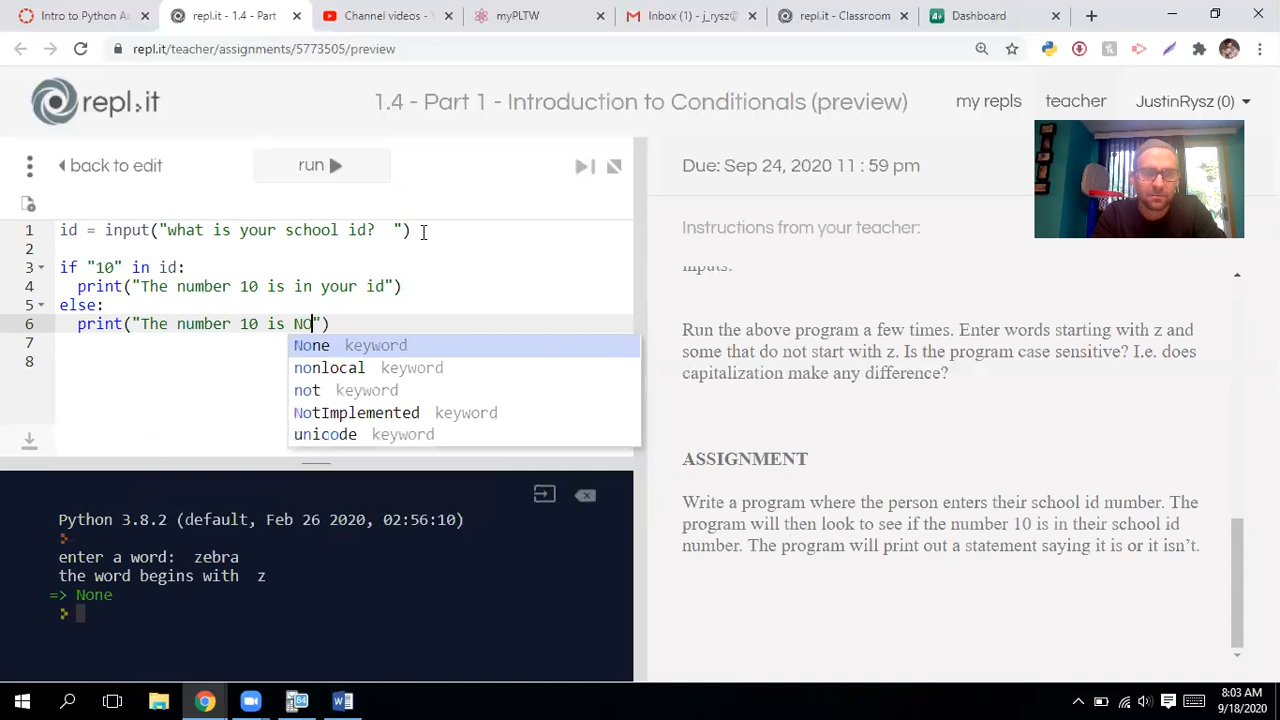 Intro to Python A
repl.it - 1.4 - Part
Channel videos - Y
myPLTW
Inbox (1) - j_rysz@
repl.it - Classroom
Dashboard
repl.it/teacher/assignments/5773505/preview
repl.it
1.4 - Part 1 - Introduction to Conditionals (preview)
my repls
teacher
JustinRysz (0)
back to edit
run
Due: Sep 24, 2020 11 : 59 pm
Instructions from your teacher:
1 id = input("what is your school id?  ")
2
3 if "10" in id:
4 print("The number 10 is in your id")
5 else:
6 print("The number 10 is NO")
7
8
None keyword
nonlocal keyword
not keyword
NotImplemented keyword
unicode keyword
inputs.
Run the above program a few times. Enter words starting with z and
some that do not start with z. Is the program case sensitive? I.e. does
capitalization make any difference?
ASSIGNMENT
Write a program where the person enters their school id number. The
program will then look to see if the number 10 is in their school id
number. The program will print out a statement saying it is or it isn't.
Python 3.8.2 (default, Feb 26 2020, 02:56:10)
enter a word:  zebra
the word begins with  z
=> None
8:03 AM
9/18/2020